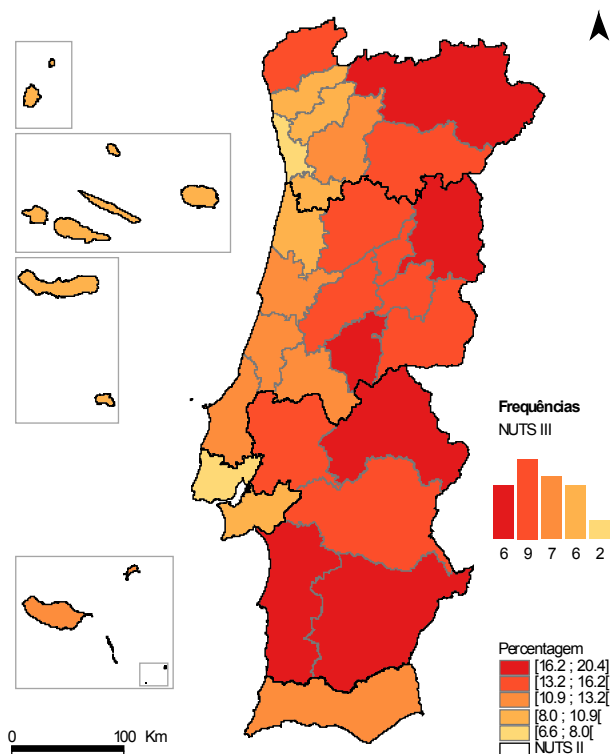 Frequências
NUTS III
6 9 7 6 2
Percentagem
[16.2 ; 20.4]
[13.2 ; 16.2[
[10.9 ; 13.2[
[8.0 ; 10.9[
[6.6 ; 8.0[
NUTS II
0 100 Km